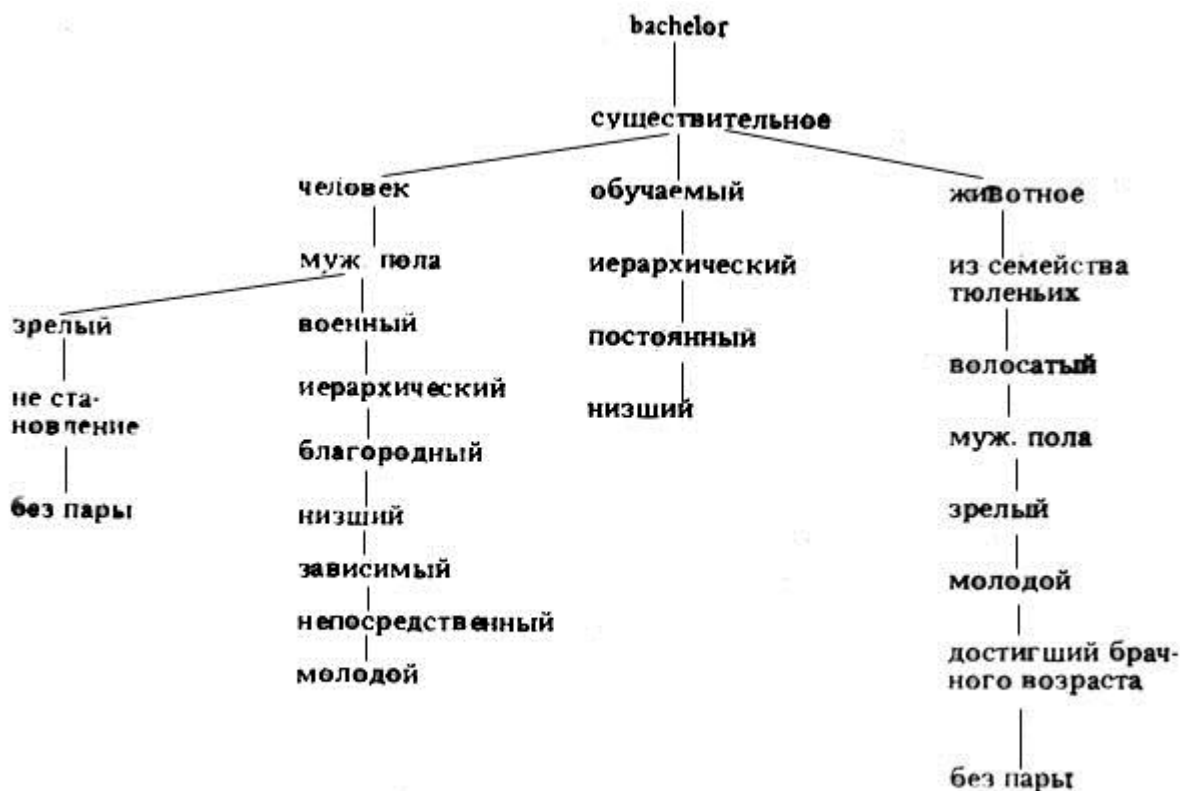 bachelor
существительное
человек
обучаемый
животное
муж. пола
иерархический
из семейства
тюленьих
зрелый
военный
постоянный
волосатый
не ста-
новление
иерархический
низший
муж. пола
благородный
без пары
низший
зрелый
зависимый
молодой
непосредственный
достигший брач-
ного возраста
молодой
без пары